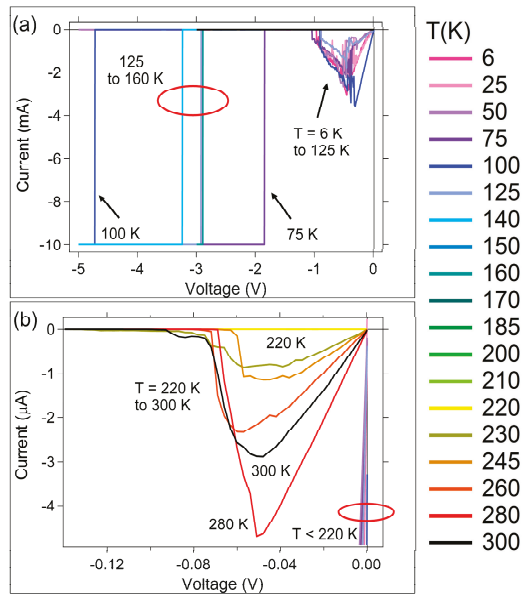 (a)
0
-2
-4
-6
-8
-10
Current (mA)
125
to 160 K
T = 6 K
to 125 K
100 K
75 K
-5
-4
-3
-2
-1
0
Voltage (V)
(b)
0
-1
-2
-3
-4
Current (µA)
220 K
T = 220 K
to 300 K
300 K
280 K
T < 220 K
-0.12
-0.08
-0.04
0.00
Voltage (V)
T(K)
6
25
50
75
100
125
140
150
160
170
185
200
210
220
230
245
260
280
300